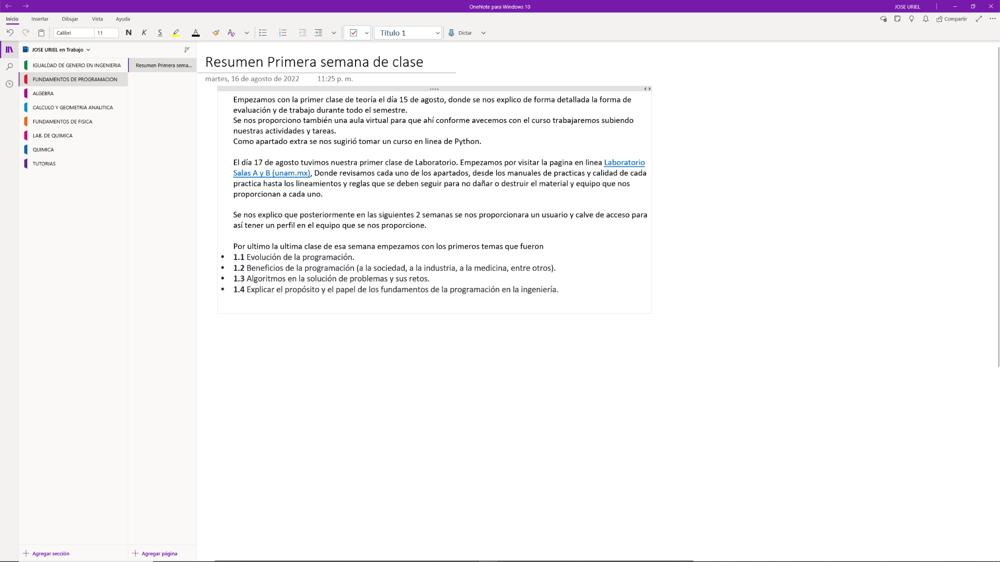 OneNote para Windows 10
JOSE URIEL
Inicio Insertar Dibujar Vista Ayuda
Compartir
Calibri 11 N K S A A Título 1 Dictar
JOSE URIEL en Trabajo
IGUALDAD DE GENERO EN INGENIERIA
FUNDAMENTOS DE PROGRAMACION
ALGEBRA
CALCULO Y GEOMETRIA ANALITICA
FUNDAMENTOS DE FISICA
LAB. DE QUIMICA
QUIMICA
TUTORIAS
Resumen Primera sema...
Resumen Primera semana de clase
martes, 16 de agosto de 2022 11:25 p. m.
Empezamos con la primer clase de teoría el día 15 de agosto, donde se nos explico de forma detallada la forma de
evaluación y de trabajo durante todo el semestre.
Se nos proporciono también una aula virtual para que ahí conforme avecemos con el curso trabajaremos subiendo
nuestras actividades y tareas.
Como apartado extra se nos sugirió tomar un curso en linea de Python.
El día 17 de agosto tuvimos nuestra primer clase de Laboratorio. Empezamos por visitar la pagina en linea Laboratorio
Salas A y B (unam.mx), Donde revisamos cada uno de los apartados, desde los manuales de practicas y calidad de cada
practica hasta los lineamientos y reglas que se deben seguir para no dañar o destruir el material y equipo que nos
proporcionan a cada uno.
Se nos explico que posteriormente en las siguientes 2 semanas se nos proporcionara un usuario y calve de acceso para
así tener un perfil en el equipo que se nos proporcione.
Por ultimo la ultima clase de esa semana empezamos con los primeros temas que fueron
• 1.1 Evolución de la programación.
• 1.2 Beneficios de la programación (a la sociedad, a la industria, a la medicina, entre otros).
• 1.3 Algoritmos en la solución de problemas y sus retos.
• 1.4 Explicar el propósito y el papel de los fundamentos de la programación en la ingeniería.
Agregar sección
Agregar página